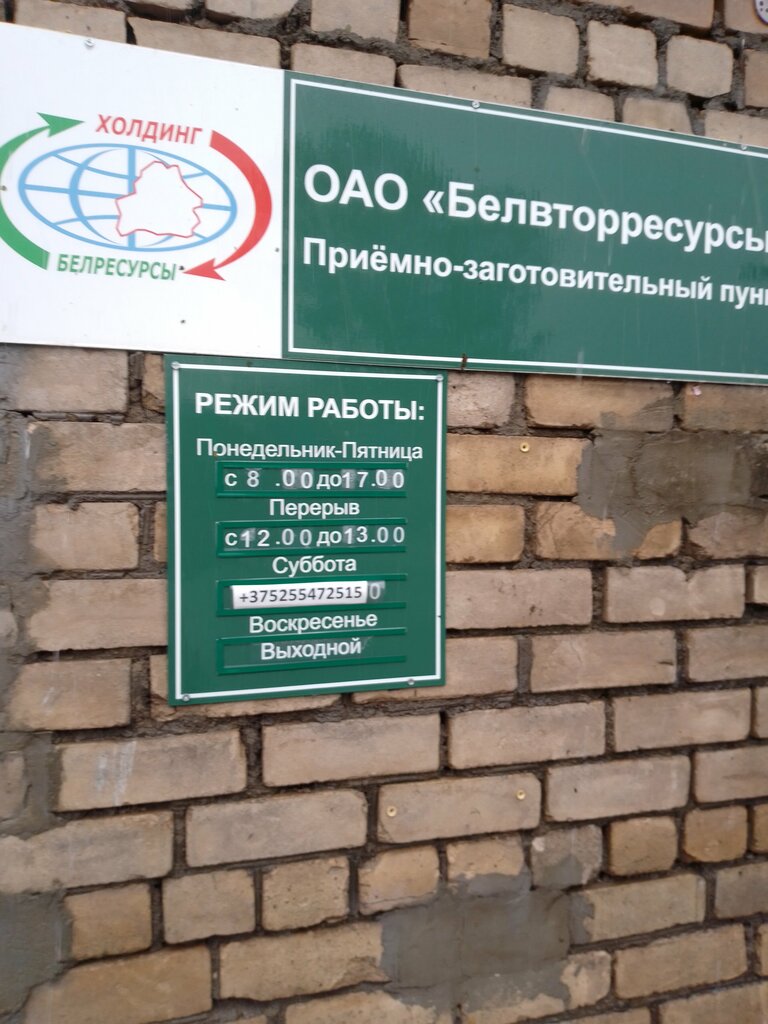 ХОЛДИНГ
БЕЛРЕСУРСЫ
ОАО «Белвторресурсы
Приёмно-заготовительный
РЕЖИМ РАБОТЫ:
Понедельник-Пятница
с 8 .00 до 17.00
Перерыв
с 12.00 до 13.00
Суббота
+375255472515 0
Воскресенье
Выходной